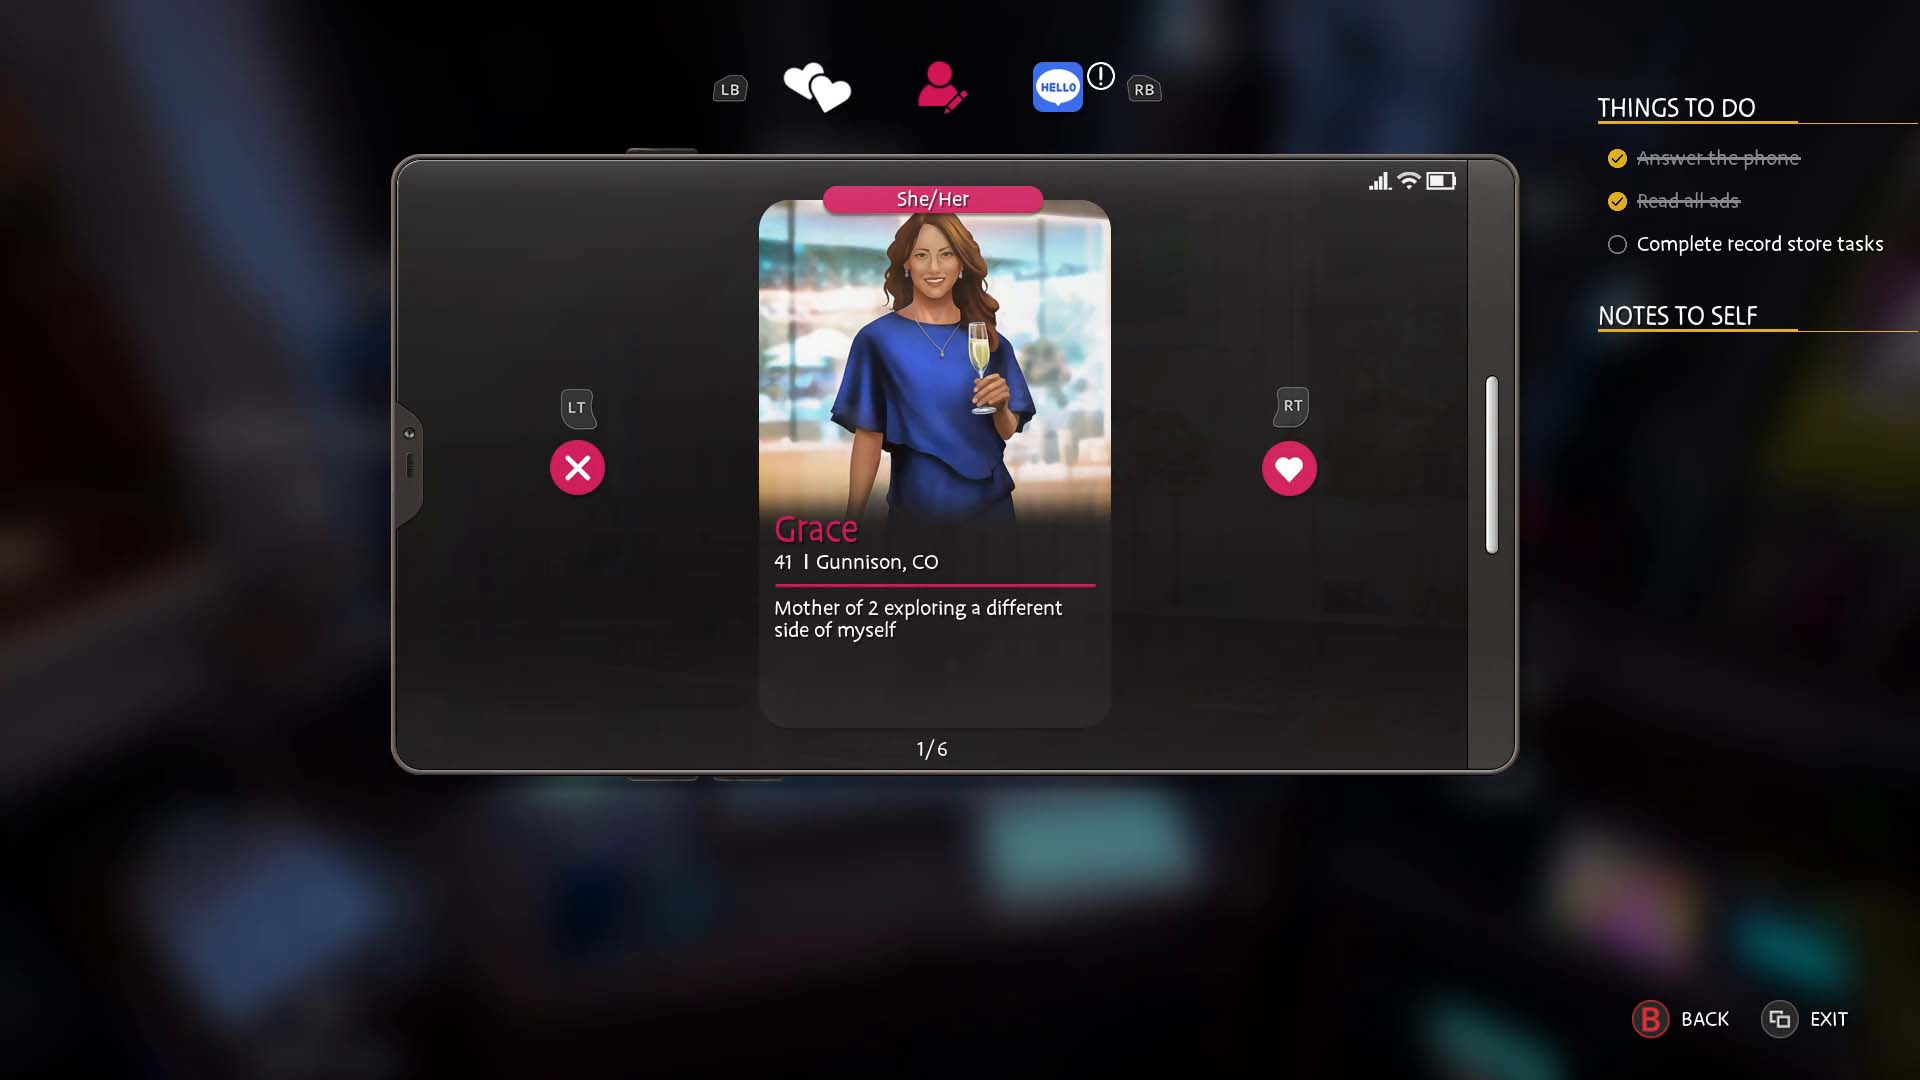 LB
HELLO
!
RB
THINGS TO DO
Answer the phone
Read all ads
Complete record store tasks
NOTES TO SELF
She/Her
LT
RT
Grace
41 | Gunnison, CO
Mother of 2 exploring a different
side of myself
1/6
B BACK
EXIT